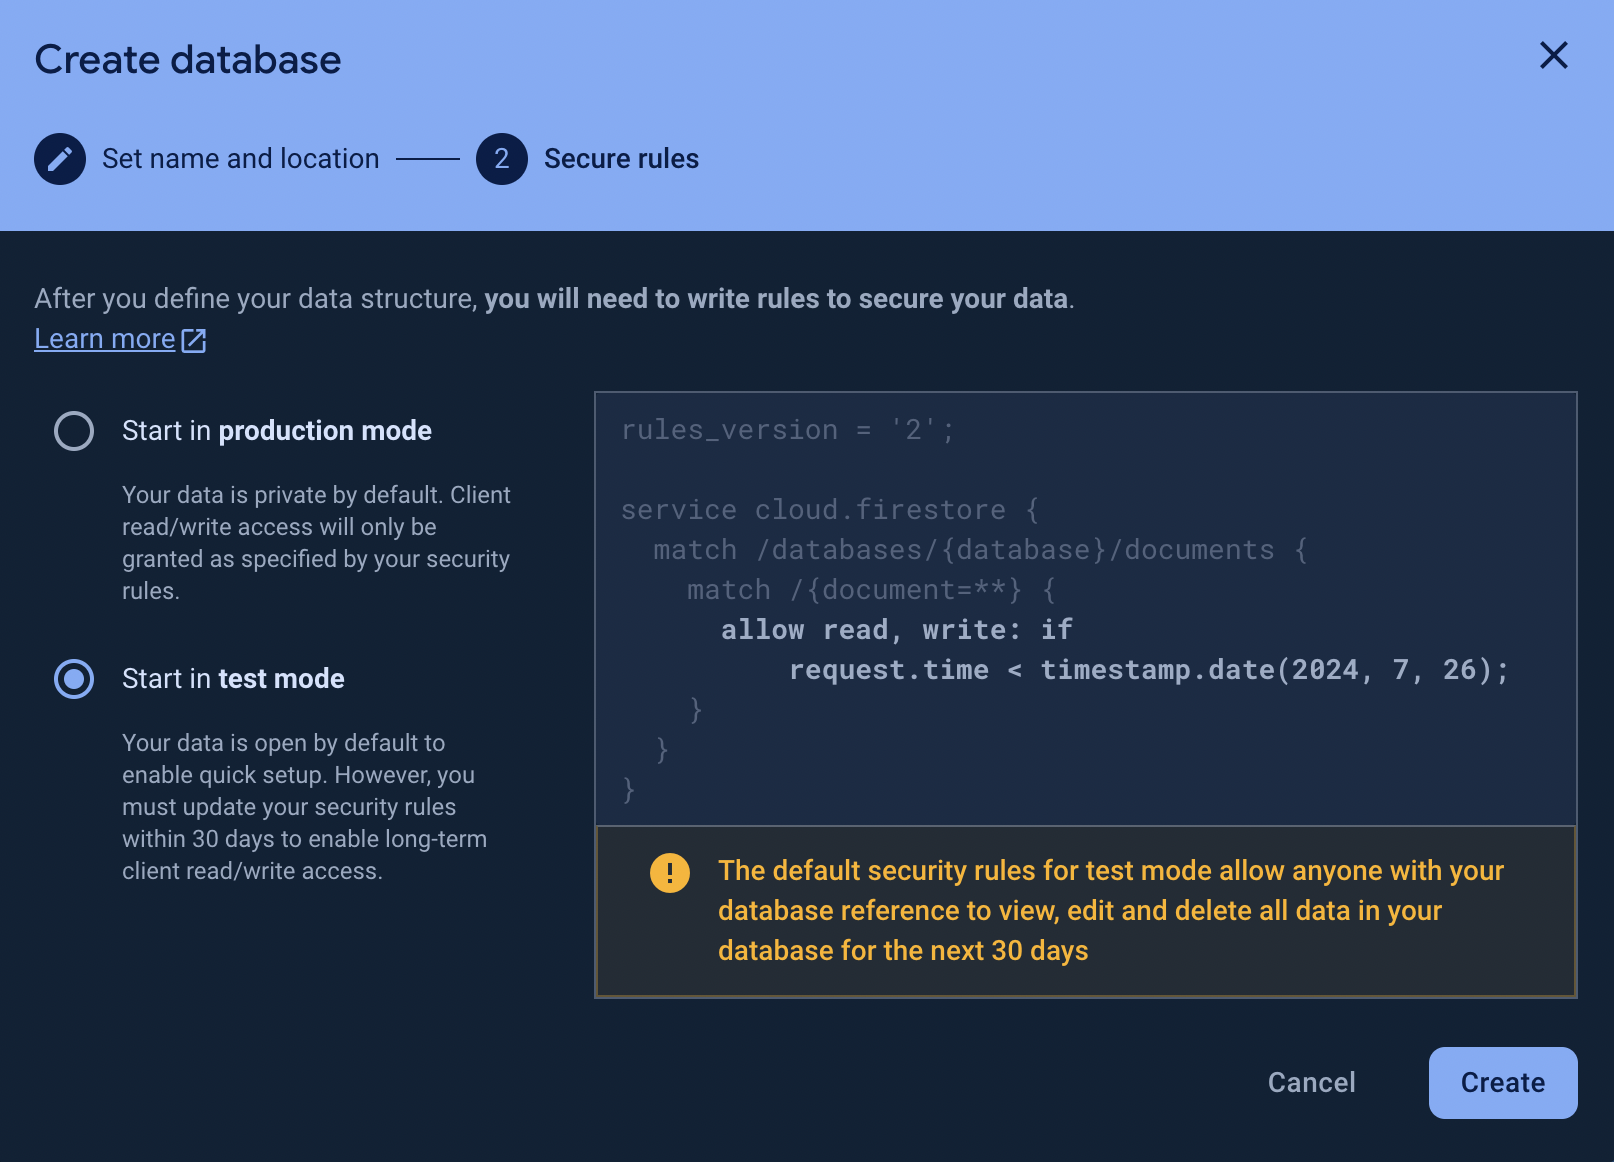 Create database
Set name and location
2 Secure rules
After you define your data structure, you will need to write rules to secure your data.
Learn more
Start in production mode
Your data is private by default. Client
read/write access will only be
granted as specified by your security
rules.
Start in test mode
Your data is open by default to
enable quick setup. However, you
must update your security rules
within 30 days to enable long-term
client read/write access.
rules_version = '2';
service cloud.firestore {
  match /databases/{database}/documents {
    match /{document=**} {
      allow read, write: if
          request.time < timestamp.date(2024, 7, 26);
    }
  }
}
The default security rules for test mode allow anyone with your
database reference to view, edit and delete all data in your
database for the next 30 days
Cancel
Create